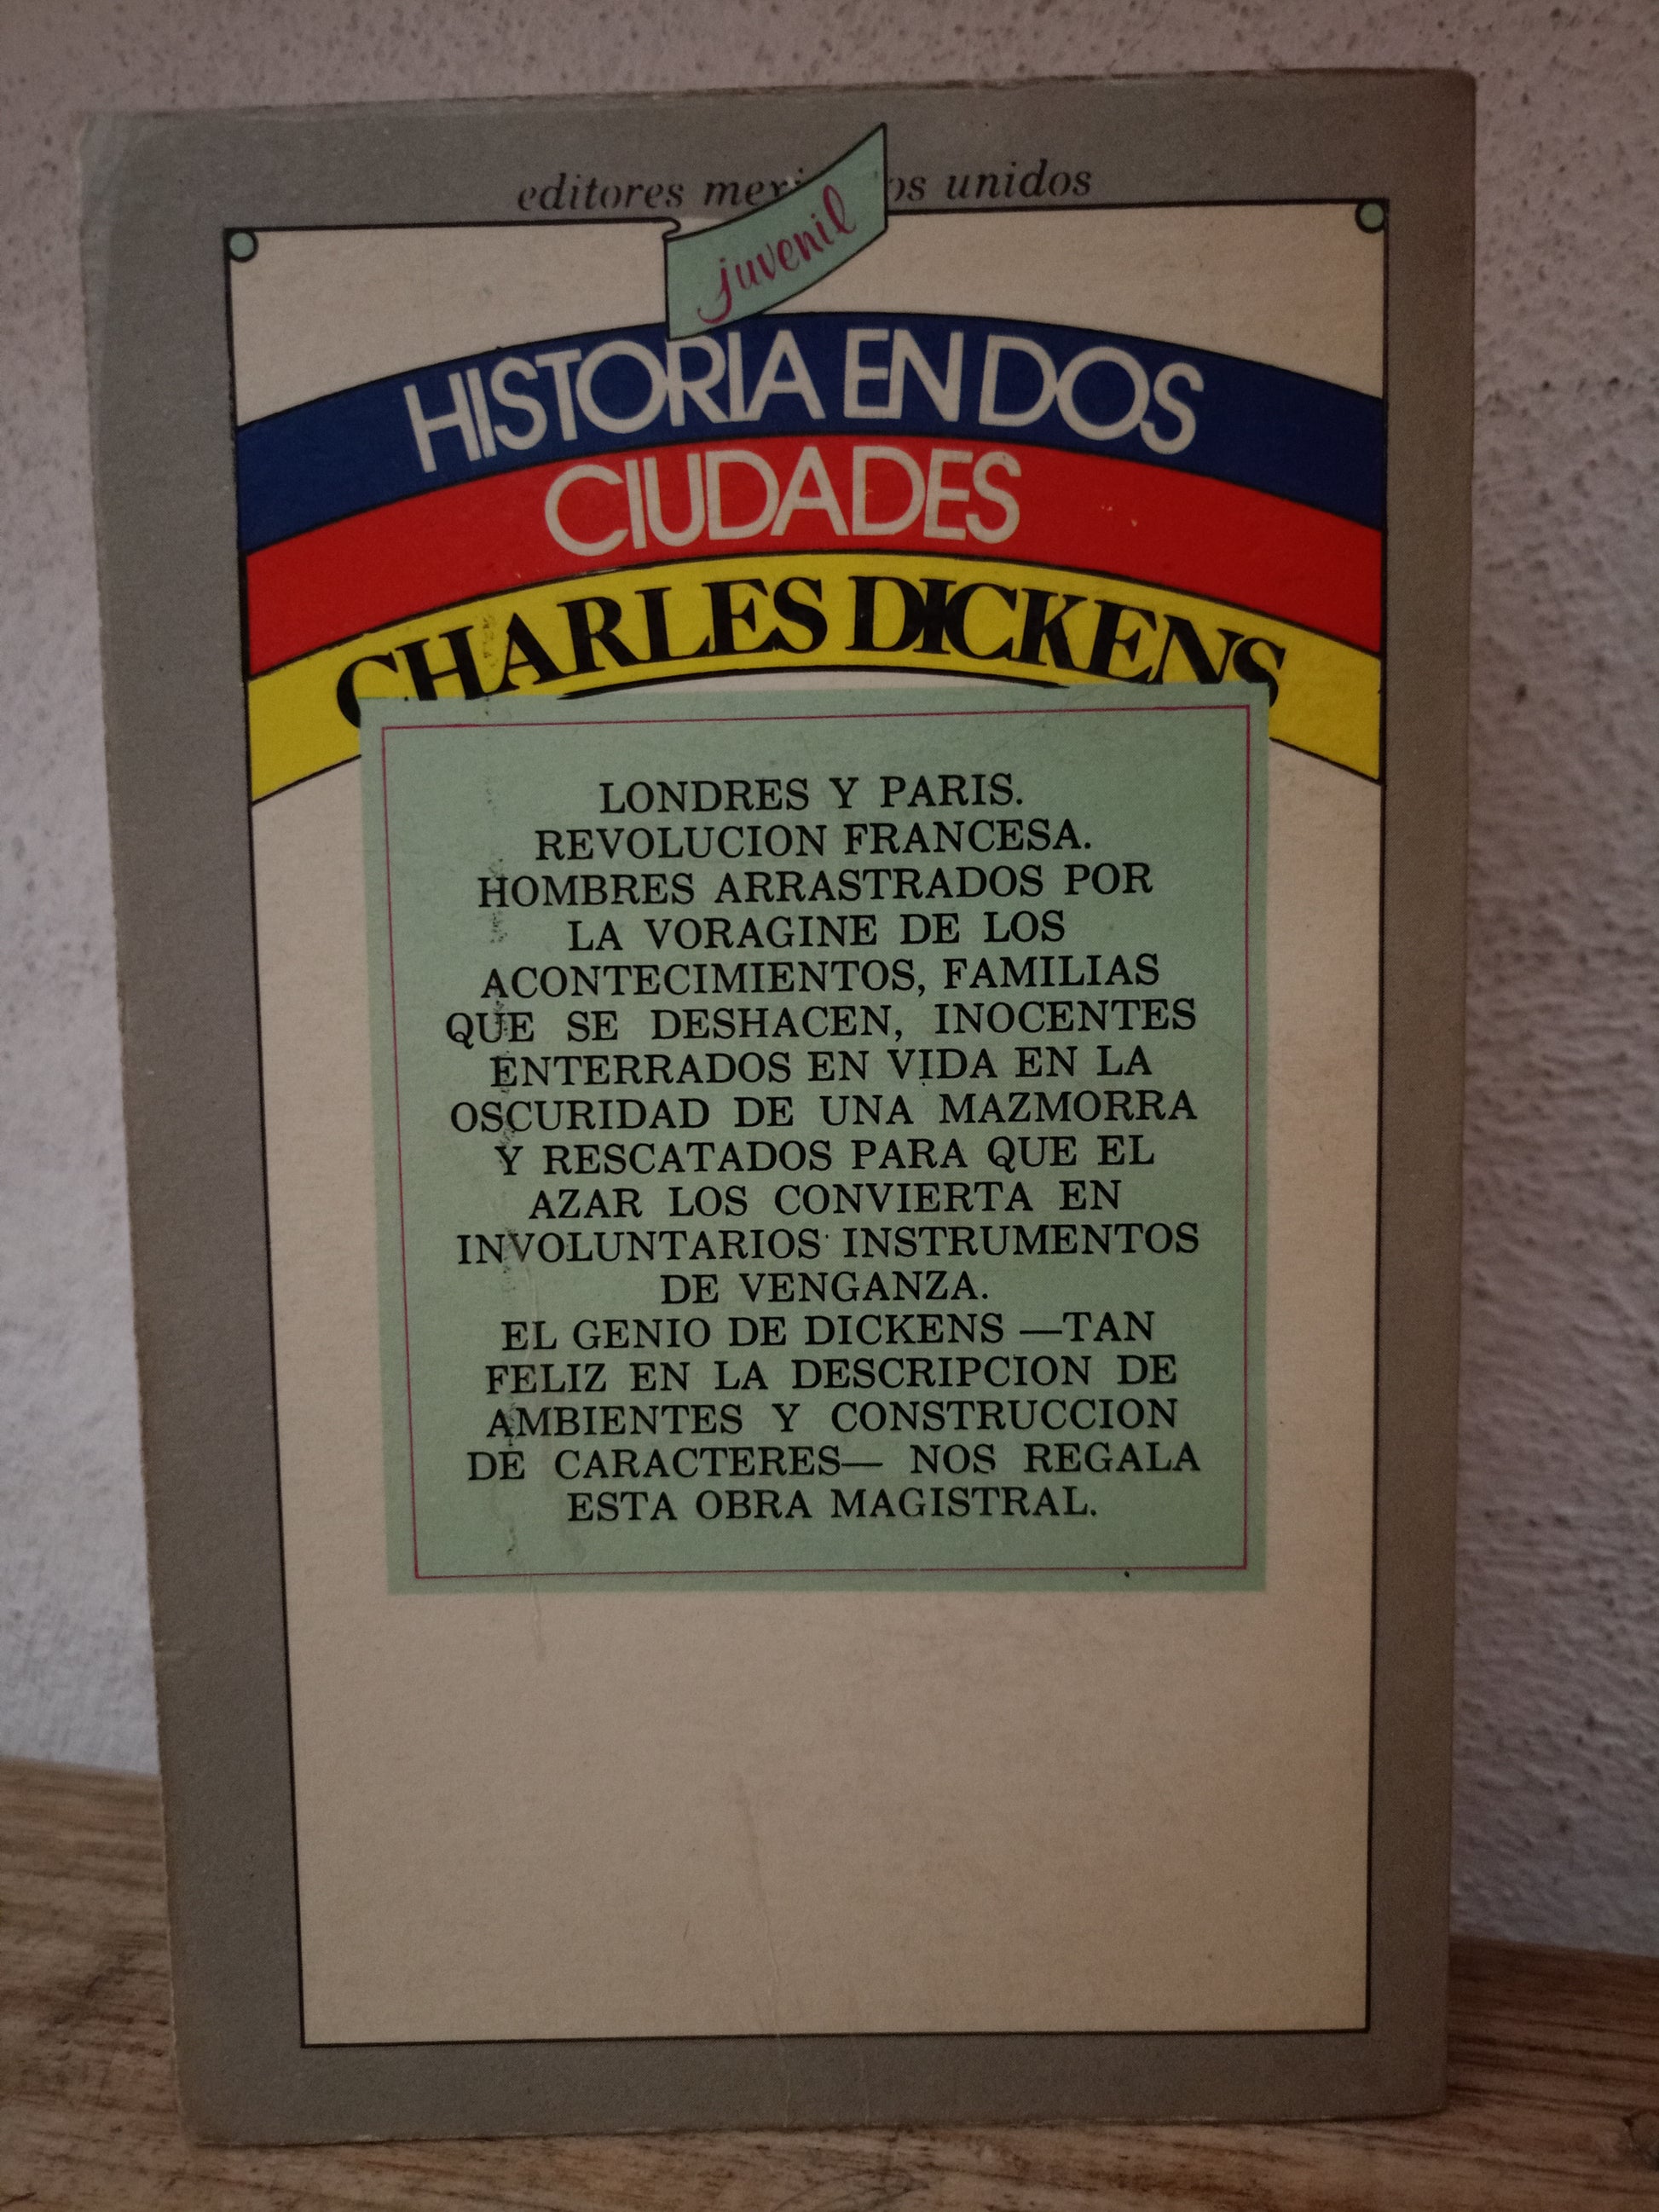 editores os unidos
juvenil
HISTORIA EN DOS
CIUDADES
CHARLES DICKENS
LONDRES Y PARIS.
REVOLUCION FRANCESA.
HOMBRES ARRASTRADOS POR
LA VORAGINE DE LOS
ACONTECIMIENTOS, FAMILIAS
QUE SE DESHACEN, INOCENTES
ENTERRADOS EN VIDA EN LA
OSCURIDAD DE UNA MAZMORRA
Y RESCATADOS PARA QUE EL
AZAR LOS CONVIERTA EN
INVOLUNTARIOS INSTRUMENTOS
DE VENGANZA.
EL GENIO DE DICKENS —TAN
FELIZ EN LA DESCRIPCION DE
AMBIENTES Y CONSTRUCCION
DE CARACTERES— NOS REGALA
ESTA OBRA MAGISTRAL.